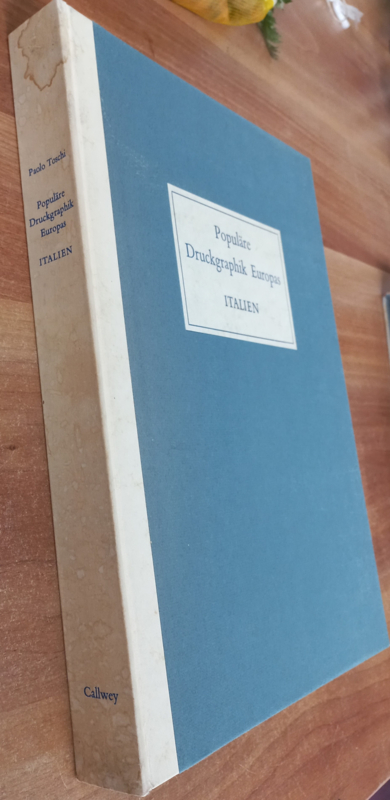 Paolo Toschi
Populäre
Druckgraphik
Europas
ITALIEN
Callwey
Populäre
Druckgraphik Europas
ITALIEN